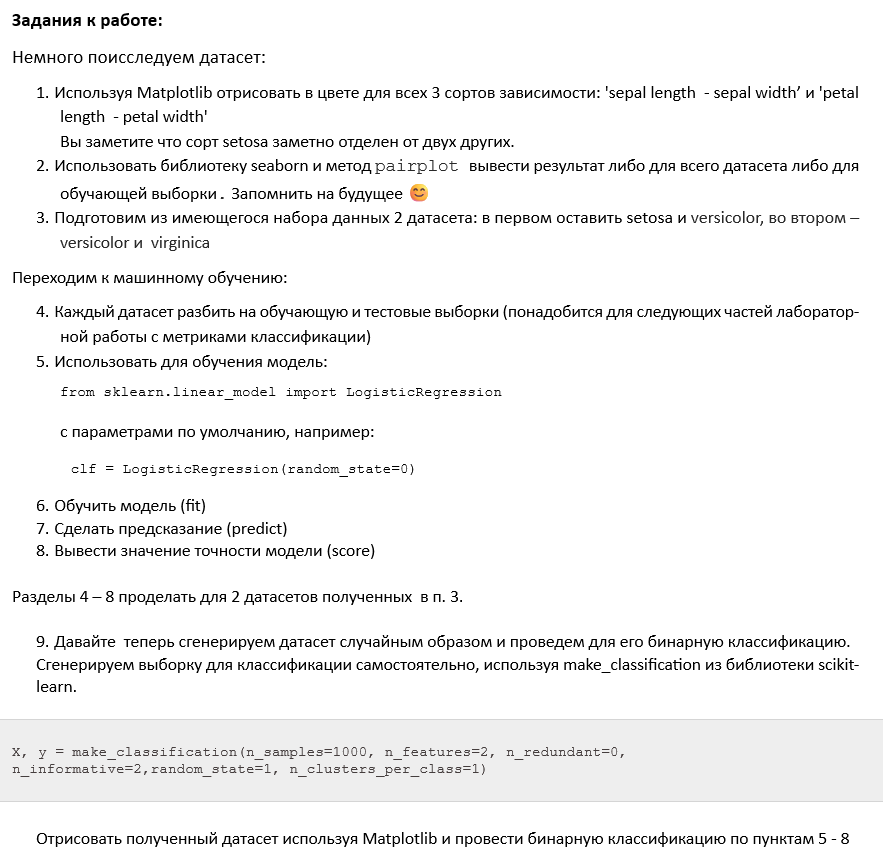 Задания к работе:
Немного поисследуем датасет:
1. Используя Matplotlib отрисовать в цвете для всех 3 сортов зависимости: 'sepal length  - sepal width’ и 'petal
length  - petal width'
Вы заметите что сорт setosa заметно отделен от двух других.
2. Использовать библиотеку seaborn и метод pairplot  вывести результат либо для всего датасета либо для
обучающей выборки. Запомнить на будущее 😊
3. Подготовим из имеющегося набора данных 2 датасета: в первом оставить setosa и versicolor, во втором –
versicolor и  virginica
Переходим к машинному обучению:
4. Каждый датасет разбить на обучающую и тестовые выборки (понадобится для следующих частей лаборатор-
ной работы с метриками классификации)
5. Использовать для обучения модель:
from sklearn.linear_model import LogisticRegression
с параметрами по умолчанию, например:
clf = LogisticRegression(random_state=0)
6. Обучить модель (fit)
7. Сделать предсказание (predict)
8. Вывести значение точности модели (score)
Разделы 4 – 8 проделать для 2 датасетов полученных  в п. 3.
9. Давайте  теперь сгенерируем датасет случайным образом и проведем для его бинарную классификацию.
Сгенерируем выборку для классификации самостоятельно, используя make_classification из библиотеки scikit-
learn.
X, y = make_classification(n_samples=1000, n_features=2, n_redundant=0,
n_informative=2,random_state=1, n_clusters_per_class=1)
Отрисовать полученный датасет используя Matplotlib и провести бинарную классификацию по пунктам 5 - 8